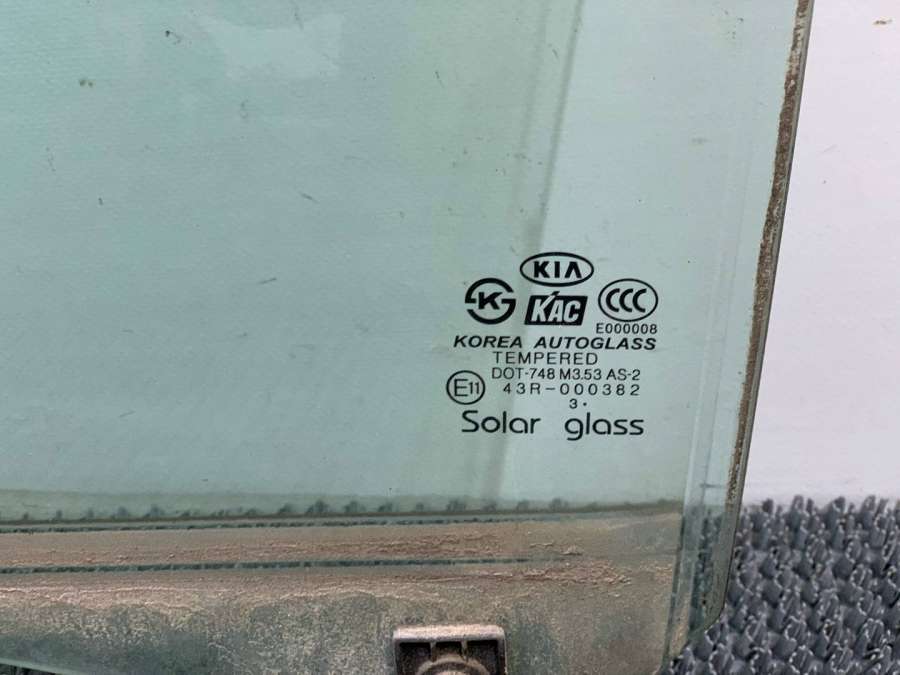 KIA
K
KAC
CCC
E000008
KOREA AUTOGLASS
TEMPERED
DOT-748 M3.53 AS-2
E11
43R-000382
3.
Solar glass